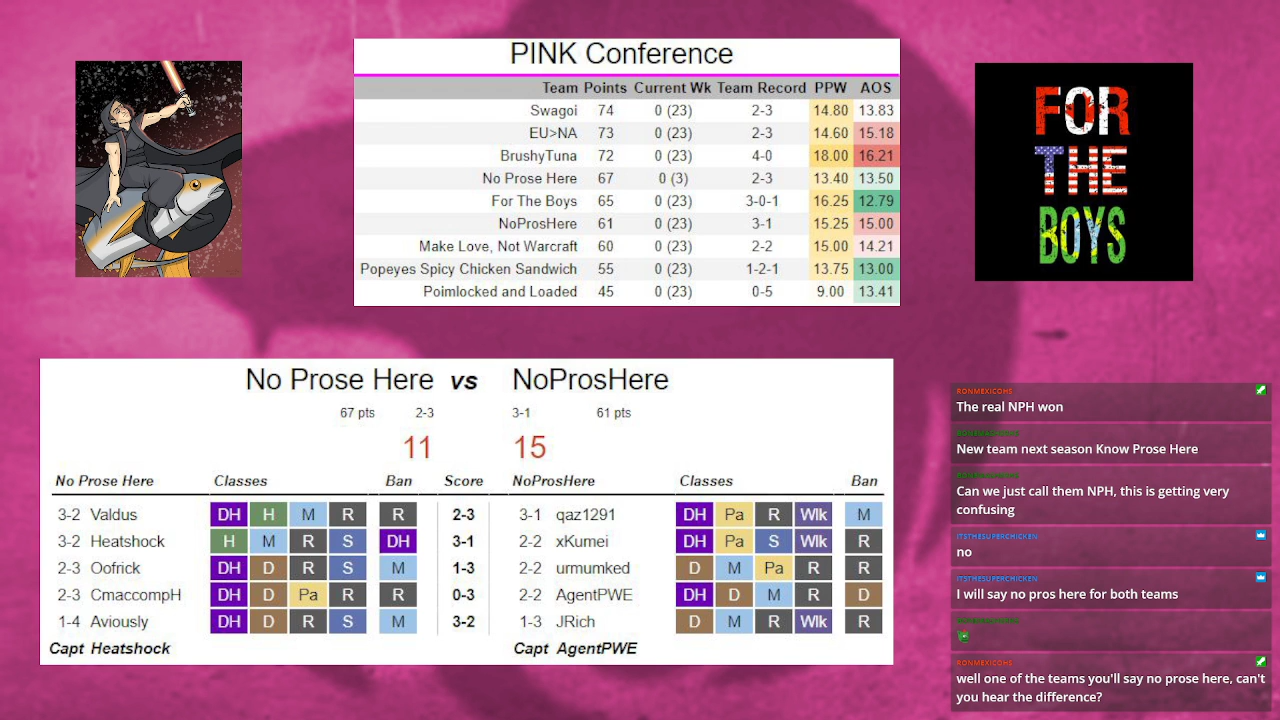 PINK Conference
Team Points Current Wk Team Record PPW AOS
Swagoi 74 0 (23) 2-3 14.80 13.83
EU>NA 73 0 (23) 2-3 14.60 15.18
BrushyTuna 72 0 (23) 4-0 18.00 16.21
No Prose Here 67 0 (3) 2-3 13.40 13.50
For The Boys 65 0 (23) 3-0-1 16.25 12.79
NoProsHere 61 0 (23) 3-1 15.25 15.00
Make Love, Not Warcraft 60 0 (23) 2-2 15.00 14.21
Popeyes Spicy Chicken Sandwich 55 0 (23) 1-2-1 13.75 13.00
Poimlocked and Loaded 45 0 (23) 0-5 9.00 13.41
FOR
THE
BOYS
No Prose Here vs NoProsHere
67 pts 2-3 3-1 61 pts
11 15
No Prose Here Classes Ban Score NoProsHere Classes Ban
3-2 Valdus DH H M R R 2-3 3-1 qaz1291 DH Pa R Wlk M
3-2 Heatshock H M R S DH 3-1 2-2 xKumei DH Pa S Wlk R
2-3 Oofrick DH D R S M 1-3 2-2 umumked D M Pa R R
2-3 CmaccompH DH D Pa R R 0-3 2-2 AgentPWE DH D M R D
1-4 Aviously DH D R S M 3-2 1-3 JRich D M R Wlk R
Capt Heatshock Capt AgentPWE
RONMEXICOHS
The real NPH won
New team next season Know Prose Here
Can we just call them NPH, this is getting very
confusing
ITSTHESUPERCHICKEN
no
ITSTHESUPERCHICKEN
I will say no pros here for both teams
RONMEXICOHS
well one of the teams you'll say no prose here, can't
you hear the difference?